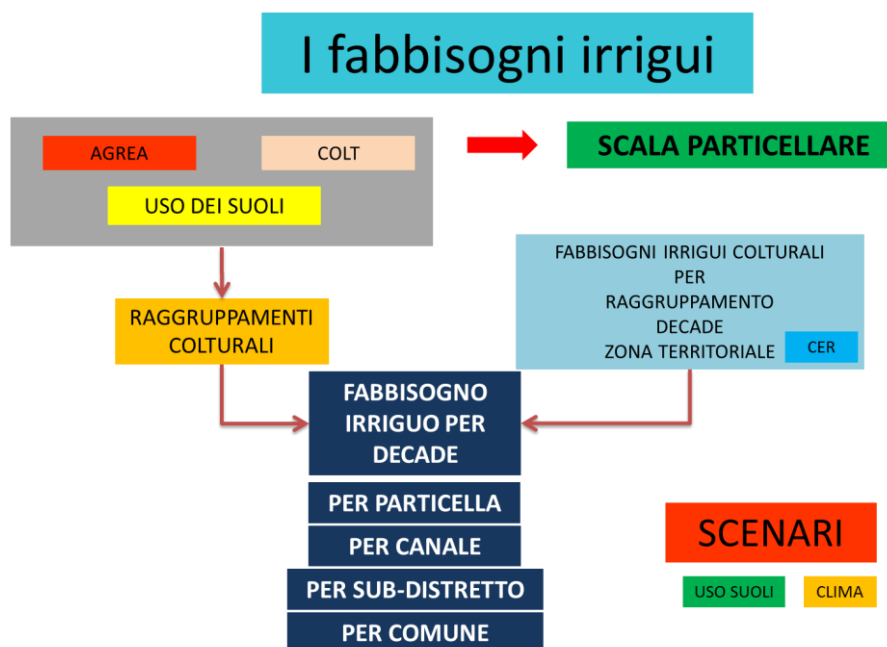 I fabbisogni irrigui
AGREA
COLT
USO DEI SUOLI
SCALA PARTICELLARE
RAGGRUPPAMENTI
COLTURALI
FABBISOGNI IRRIGUI COLTURALI
PER
RAGGRUPPAMENTO
DECADE
ZONA TERRITORIALE
CER
FABBISOGNO
IRRIGUO PER
DECADE
PER PARTICELLA
PER CANALE
PER SUB-DISTRETTO
PER COMUNE
SCENARI
USO SUOLI
CLIMA